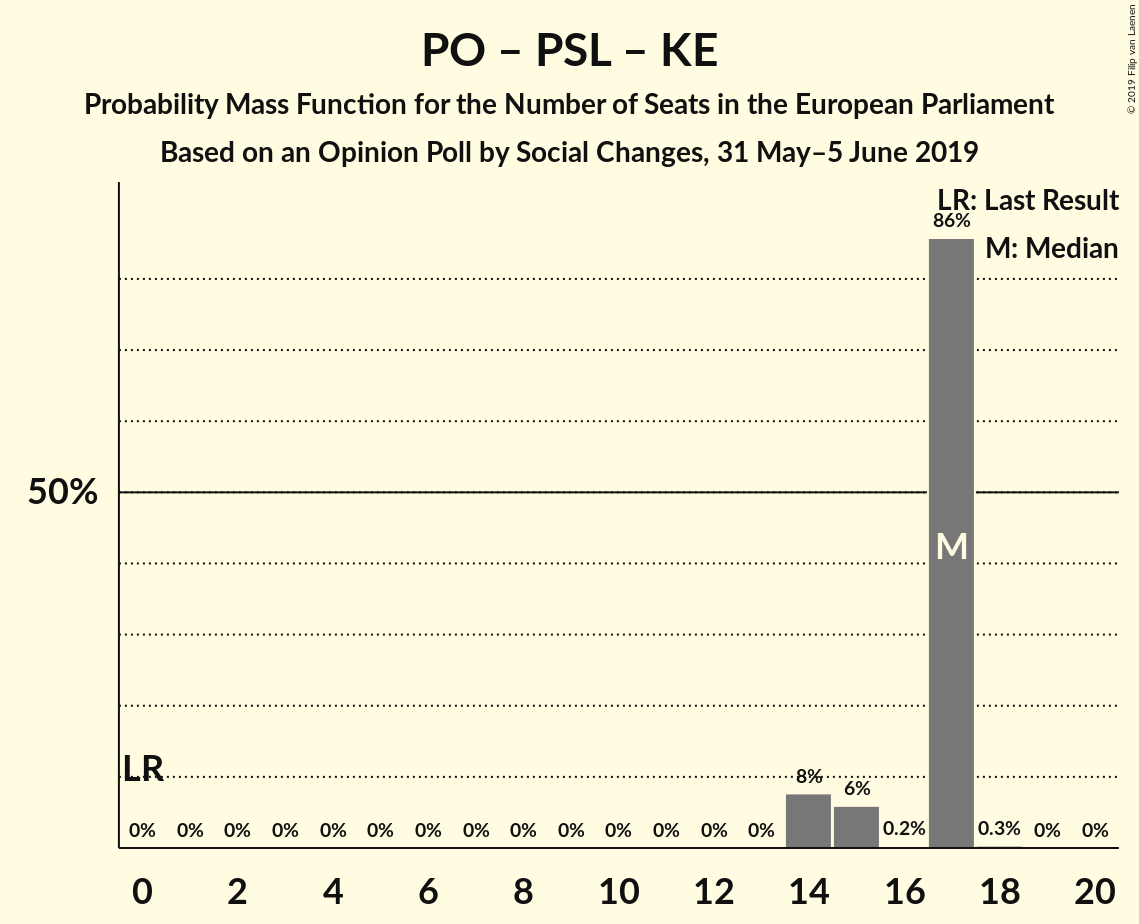 PO – PSL – KE
Probability Mass Function for the Number of Seats in the European Parliament
Based on an Opinion Poll by Social Changes, 31 May–5 June 2019
© 2019 Filip van Laenen
LR: Last Result
M: Median
86%
50%
M
LR
0% 0% 0% 0% 0% 0% 0% 0% 0% 0% 0% 0% 0% 0% 8% 6% 0.2% 0.3% 0% 0%
0 2 4 6 8 10 12 14 16 18 20